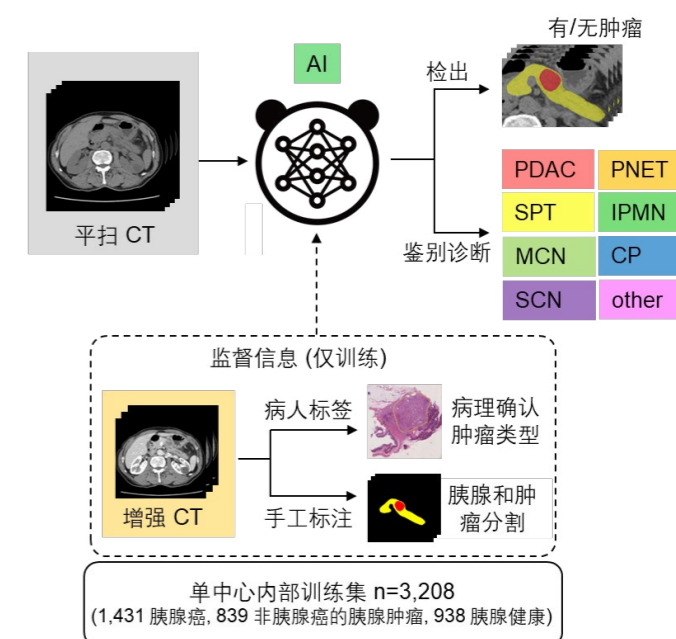 有/无肿瘤
AI
检出
平扫 CT
PDAC
PNET
SPT
IPMN
鉴别诊断
MCN
CP
SCN
other
监督信息 (仅训练)
病人标签
病理确认
肿瘤类型
增强 CT
手工标注
胰腺和肿
瘤分割
单中心内部训练集 n=3,208
(1,431 胰腺癌, 839 非胰腺癌的胰腺肿瘤, 938 胰腺健康)